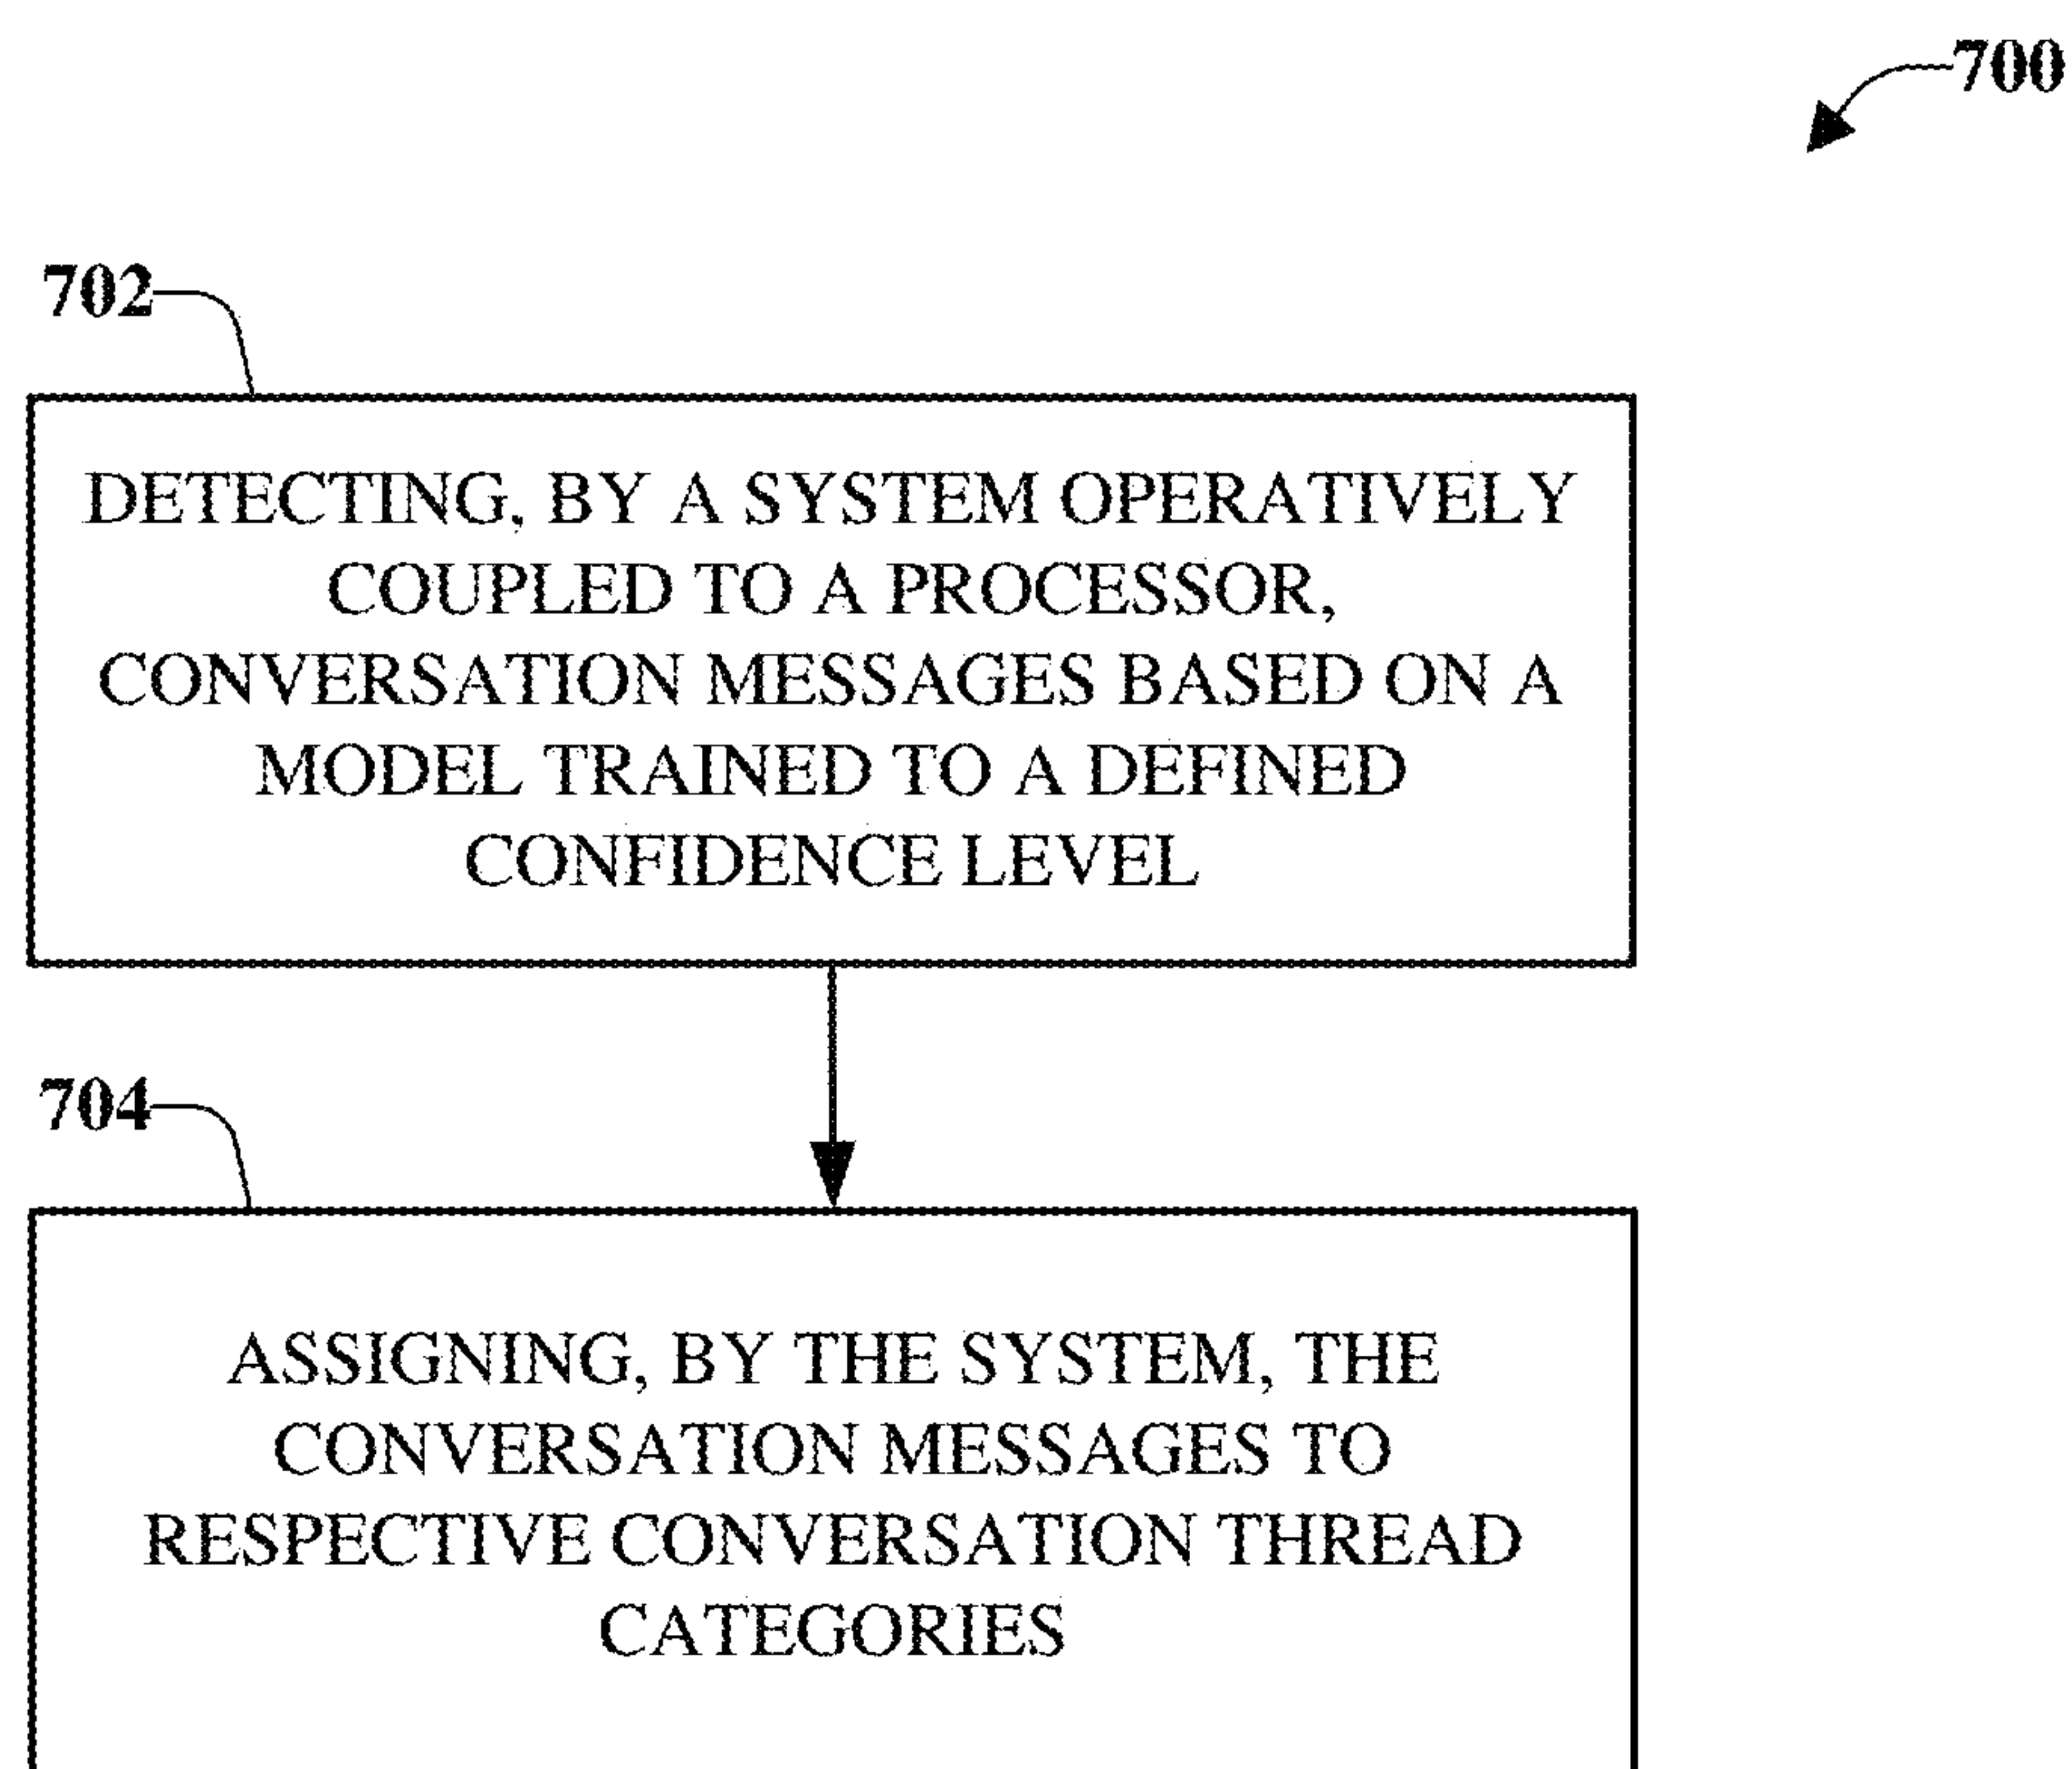 700
702
DETECTING, BY A SYSTEM OPERATIVELY
COUPLED TO A PROCESSOR,
CONVERSATION MESSAGES BASED ON A
MODEL TRAINED TO A DEFINED
CONFIDENCE LEVEL
704
ASSIGNING, BY THE SYSTEM, THE
CONVERSATION MESSAGES TO
RESPECTIVE CONVERSATION THREAD
CATEGORIES